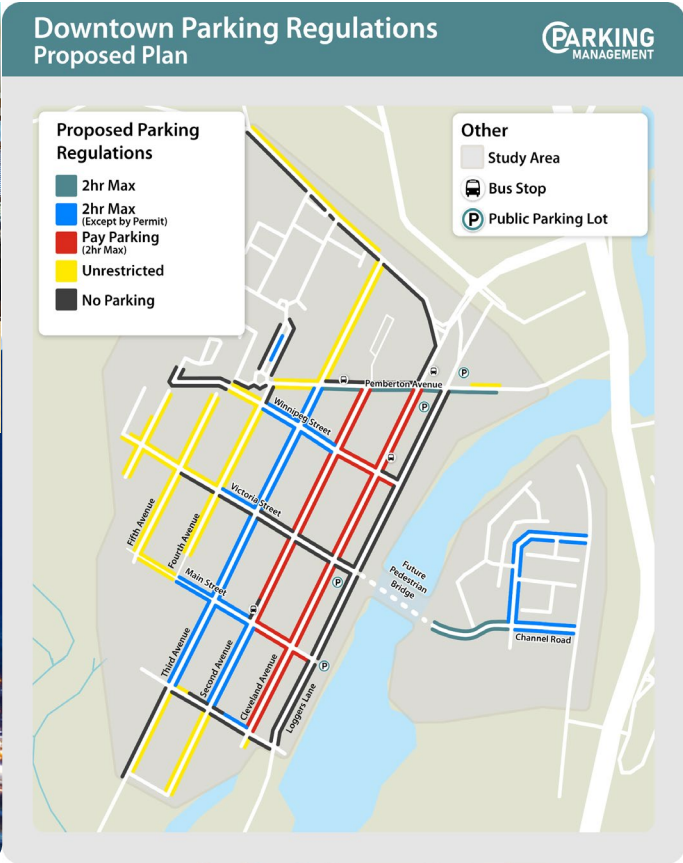 Downtown Parking Regulations
Proposed Plan
PARKING
MANAGEMENT
Proposed Parking
Regulations
2hr Max
2hr Max
(Except by Permit)
Pay Parking
(2hr Max)
Unrestricted
No Parking
Other
Study Area
Bus Stop
P Public Parking Lot
P
Pemberton Avenue
P
Winnipeg Street
Victoria Street
Fifth Avenue
Fourth Avenue
Main Street
P
Future
Pedestrian
Bridge
Channel Road
Third Avenue
Second Avenue
Cleveland Avenue
Loggers Lane
P